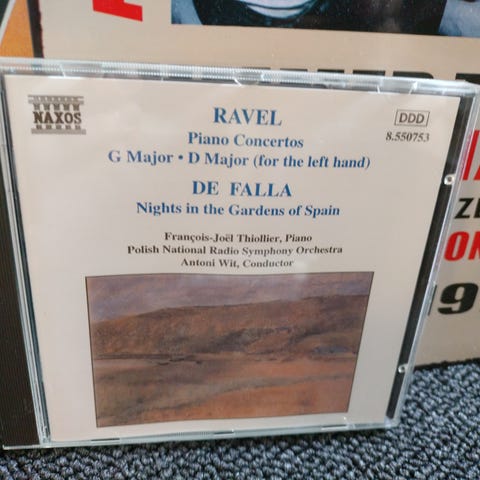 NAXOS
DDD
8.550753
RAVEL
Piano Concertos
G Major • D Major (for the left hand)
DE FALLA
Nights in the Gardens of Spain
François-Joël Thiollier, Piano
Polish National Radio Symphony Orchestra
Antoni Wit, Conductor